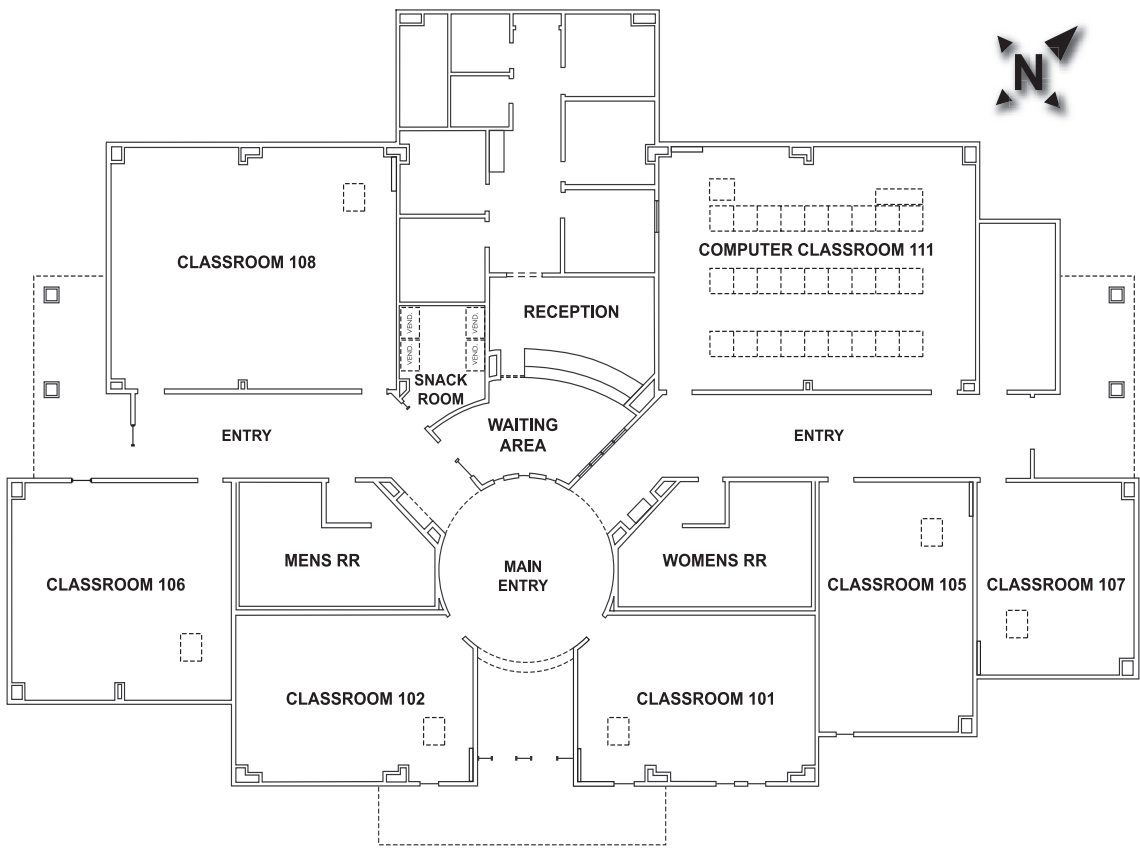 N
CLASSROOM 108
COMPUTER CLASSROOM 111
RECEPTION
VEND.
VEND.
VEND.
VEND.
SNACK
ROOM
WAITING
AREA
ENTRY
ENTRY
MENS RR
MAIN
ENTRY
WOMENS RR
CLASSROOM 106
CLASSROOM 105
CLASSROOM 107
CLASSROOM 102
CLASSROOM 101